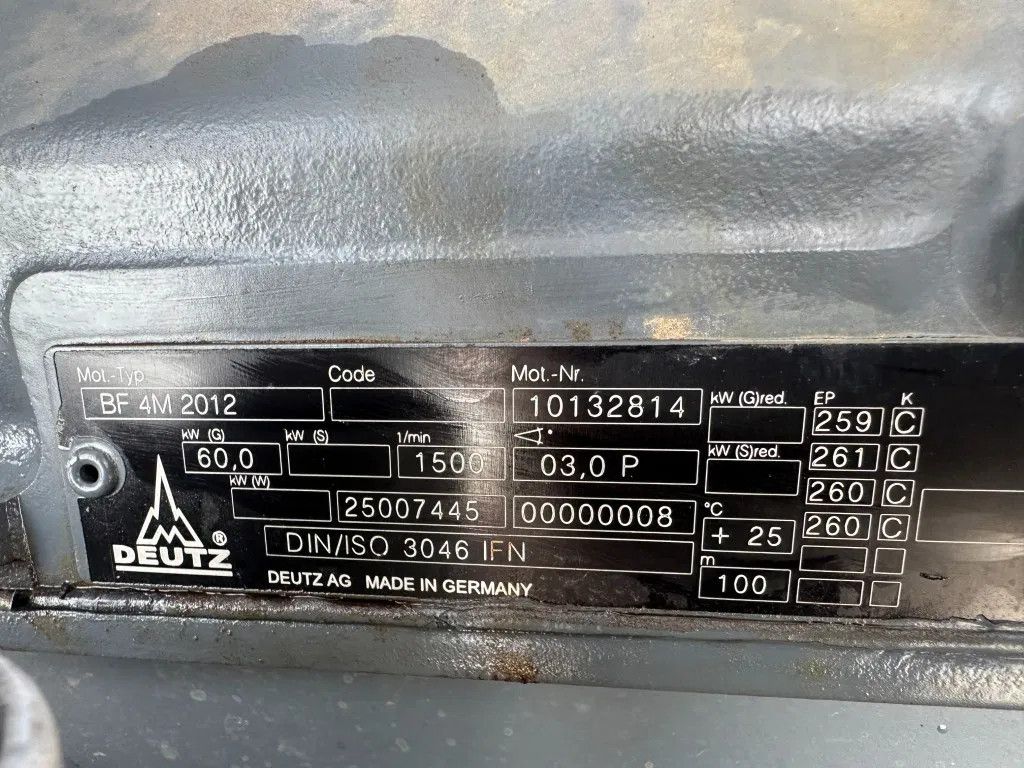 Mot.-Typ Code Mot.-Nr.
BF 4M 2012 10132814
kW (G)red. EP K
259 C
kW (G) kW (S) 1/min °
60,0 1500 03,0 P
kW (S)red. 261 C
kW (W) 260 C
25007445 00000008
°C
+ 25 260 C
DEUTZ ®
DIN/ISO 3046 IFN
m
100
DEUTZ AG MADE IN GERMANY